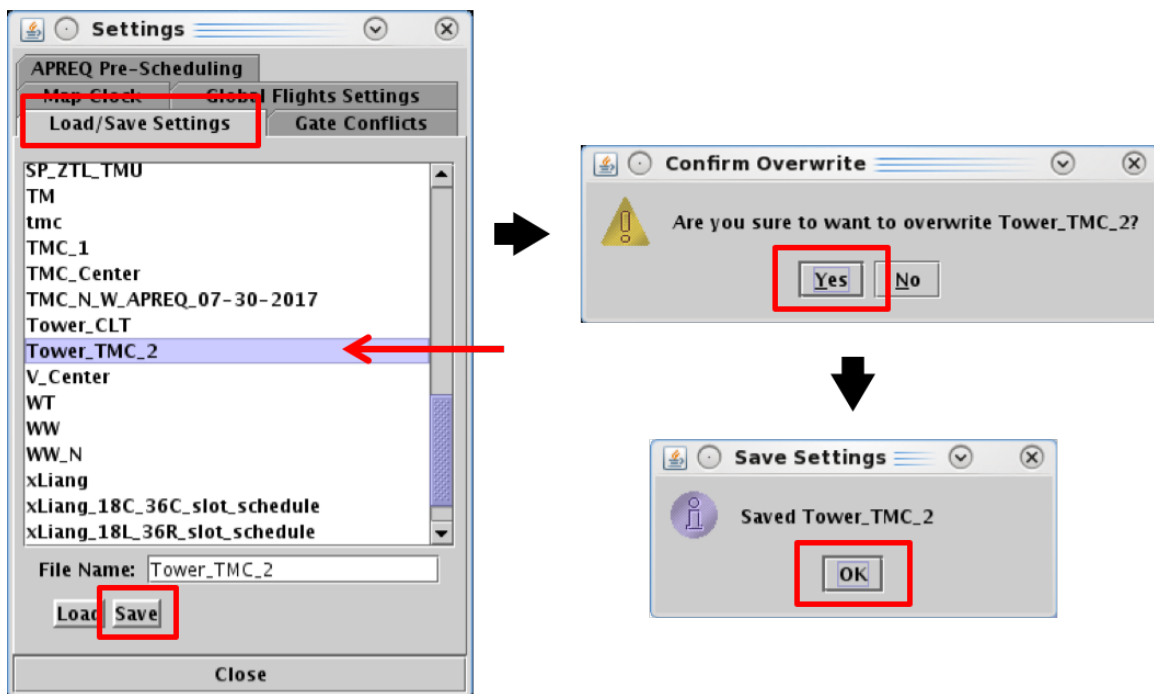 Settings
APREQ Pre-Scheduling
Map Clock Global Flights Settings
Load/Save Settings Gate Conflicts
SP_ZTL_TMU
TM
tmc
TMC_1
TMC_Center
TMC_N_W_APREQ_07-30-2017
Tower_CLT
Tower_TMC_2
V_Center
WT
WW
WW_N
xLiang
xLiang_18C_36C_slot_schedule
xLiang_18L_36R_slot_schedule
File Name: Tower_TMC_2
Load Save
Close
Confirm Overwrite
Are you sure to want to overwrite Tower_TMC_2?
Yes No
Save Settings
Saved Tower_TMC_2
OK